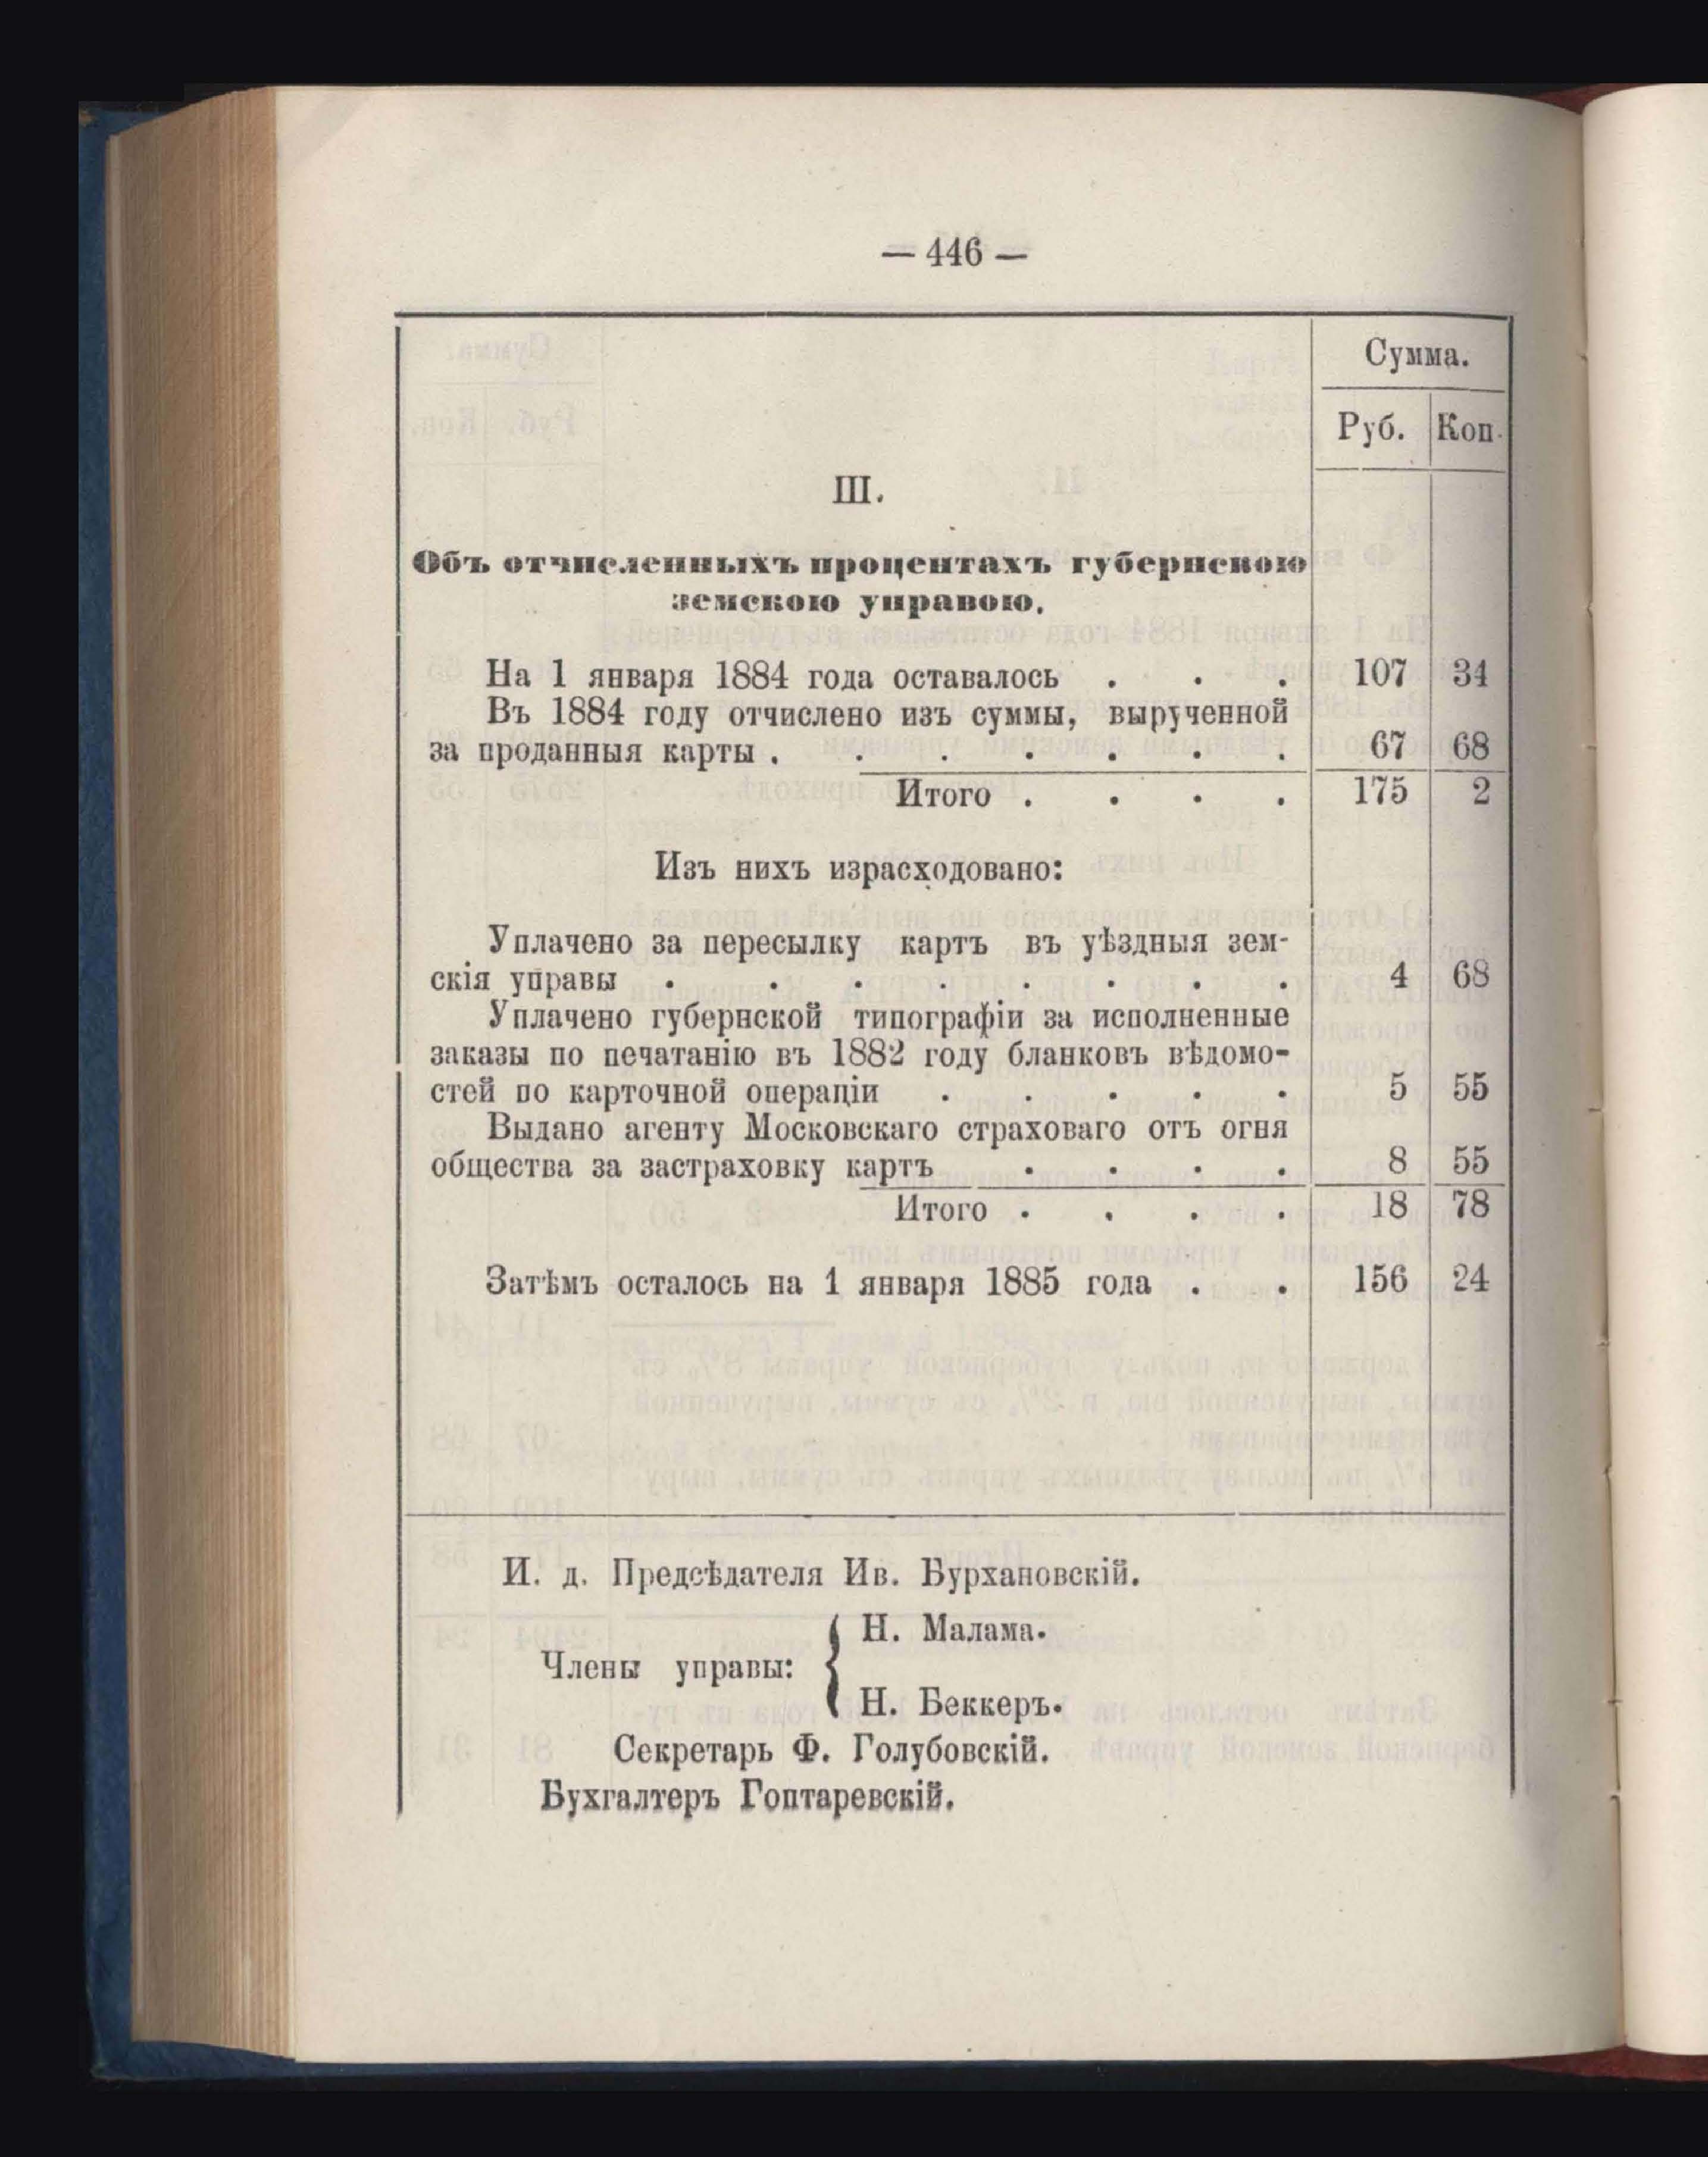 — 446 —
Сумма.
Руб. Коп.
III.
Объ отчисленныхъ процентахъ губернскою
земскою управою.
На 1 января 1884 года оставалось . . . 107 34
Въ 1884 году отчислено изъ суммы, вырученной
за проданныя карты . . . . . . . 67 68
Итого . . . . 175 2
Изъ нихъ израсходовано:
Уплачено за пересылку картъ въ уѣздныя зем-
скія управы . . . . . . . . 4 68
Уплачено губернской типографіи за исполненные
заказы по печатанію въ 1882 году бланковъ вѣдомо-
стей по карточной операціи . . . . . 5 55
Выдано агенту Московскаго страховаго отъ огня
общества за застраховку картъ . . . . 8 55
Итого . . . . 18 78
Затѣмъ осталось на 1 января 1885 года . . 156 24
И. д. Предсѣдателя Ив. Бурхановскій.
Н. Малама.
Члены управы:
Н. Беккеръ.
Секретарь Ф. Голубовскій.
Бухгалтеръ Гоптаревскій.